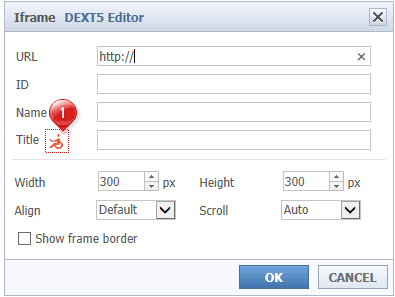 Iframe DEXT5 Editor
URL http://
ID
Name 1
Title
Width 300 px Height 300 px
Align Default Scroll Auto
Show frame border
OK CANCEL